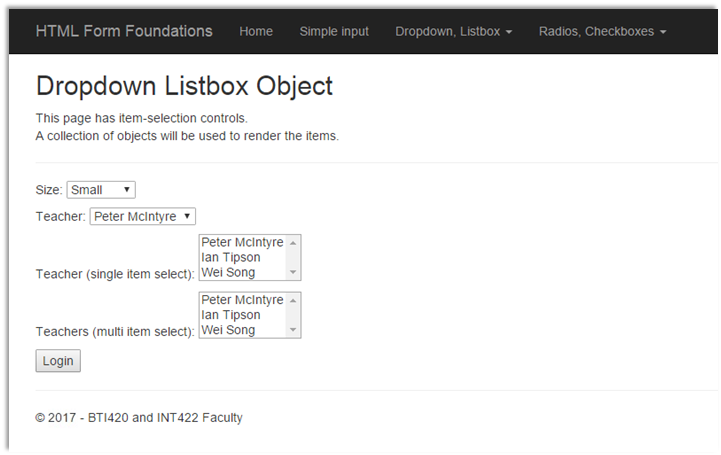 HTML Form Foundations Home Simple input Dropdown, Listbox Radios, Checkboxes
Dropdown Listbox Object
This page has item-selection controls.
A collection of objects will be used to render the items.
Size: Small
Teacher: Peter McIntyre
Peter McIntyre
Ian Tipson
Teacher (single item select): Wei Song
Peter McIntyre
Ian Tipson
Teachers (multi item select): Wei Song
Login
© 2017 - BTI420 and INT422 Faculty